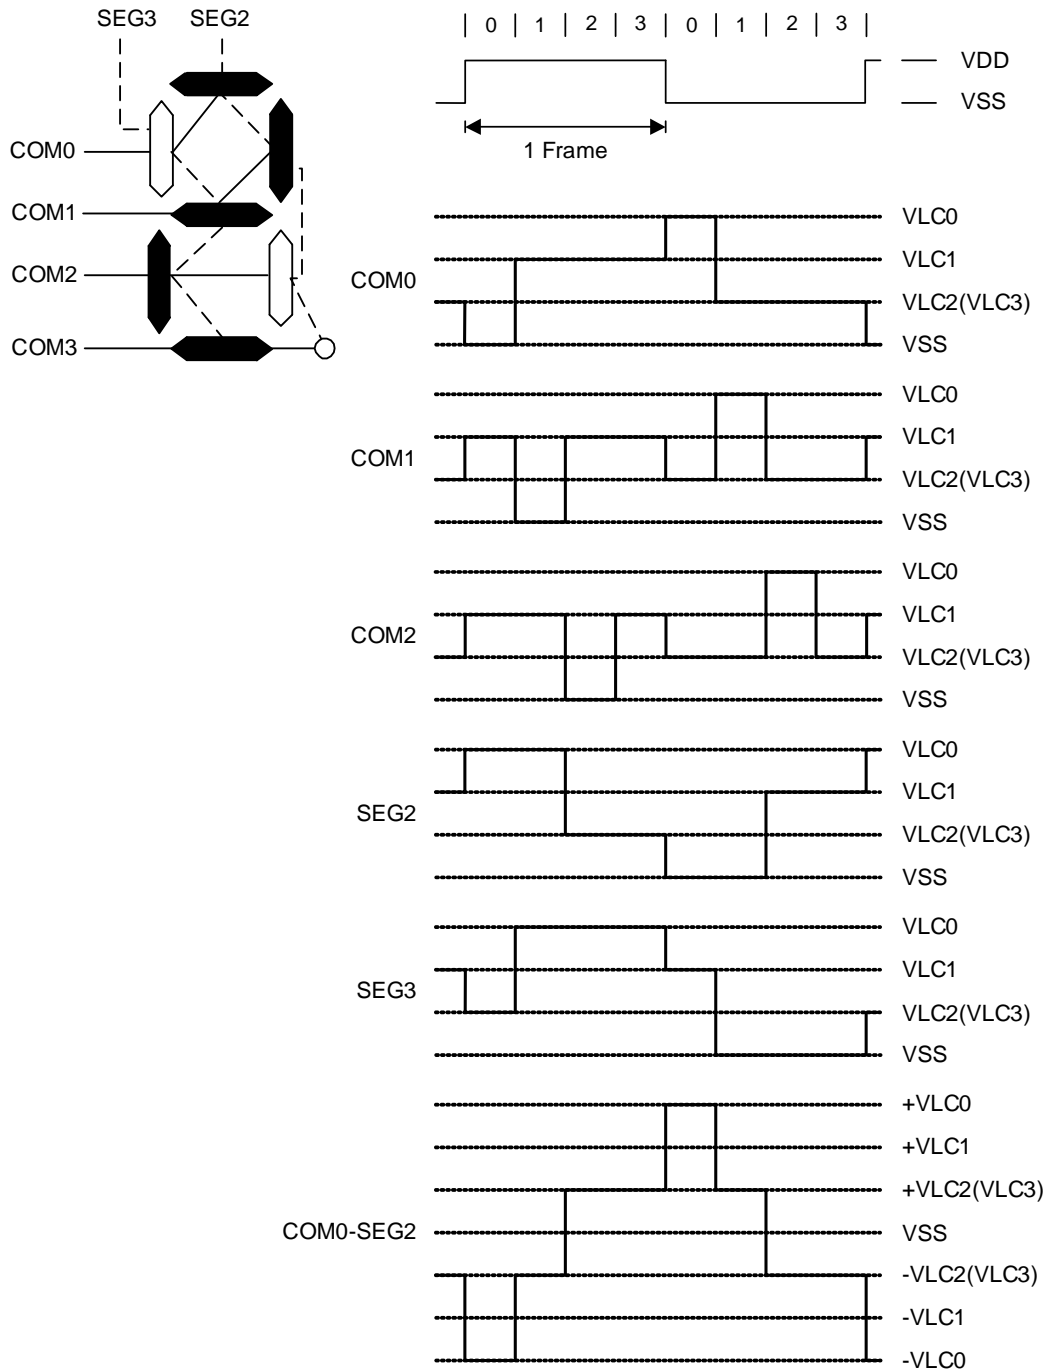 SEG3 SEG2
COM0
COM1
COM2
COM3
| 0 | 1 | 2 | 3 | 0 | 1 | 2 | 3 |
VDD
VSS
1 Frame
COM0
VLC0
VLC1
VLC2(VLC3)
VSS
COM1
VLC0
VLC1
VLC2(VLC3)
VSS
COM2
VLC0
VLC1
VLC2(VLC3)
VSS
SEG2
VLC0
VLC1
VLC2(VLC3)
VSS
SEG3
VLC0
VLC1
VLC2(VLC3)
VSS
COM0-SEG2
+VLC0
+VLC1
+VLC2(VLC3)
VSS
-VLC2(VLC3)
-VLC1
-VLC0